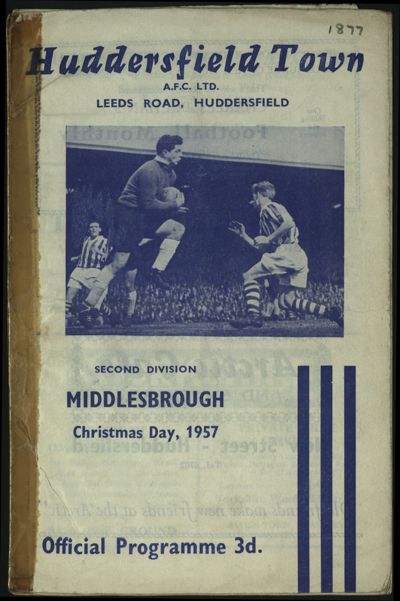 1877
Huddersfield Town
A.F.C. LTD.
LEEDS ROAD, HUDDERSFIELD
SECOND DIVISION
MIDDLESBROUGH
Christmas Day, 1957
Official Programme 3d.